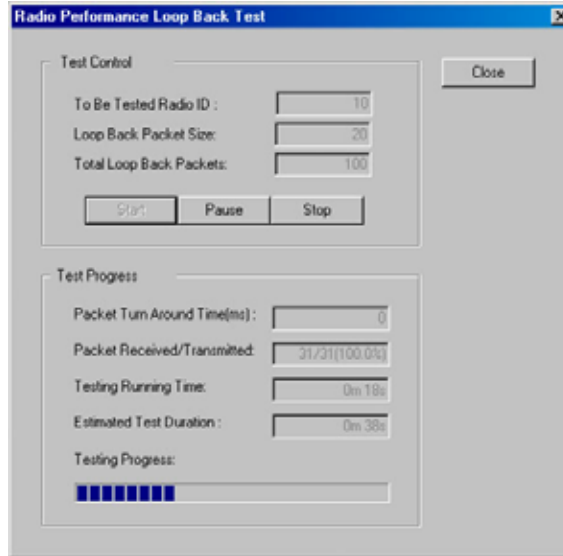 Radio Performance Loop Back Test
Test Control
Close
To Be Tested Radio ID : 10
Loop Back Packet Size: 20
Total Loop Back Packets: 100
Start Pause Stop
Test Progress
Packet Turn Around Time(ms) : 0
Packet Received/Transmitted: 31/31(100.0%)
Testing Running Time: 0m 18s
Estimated Test Duration : 0m 38s
Testing Progress: